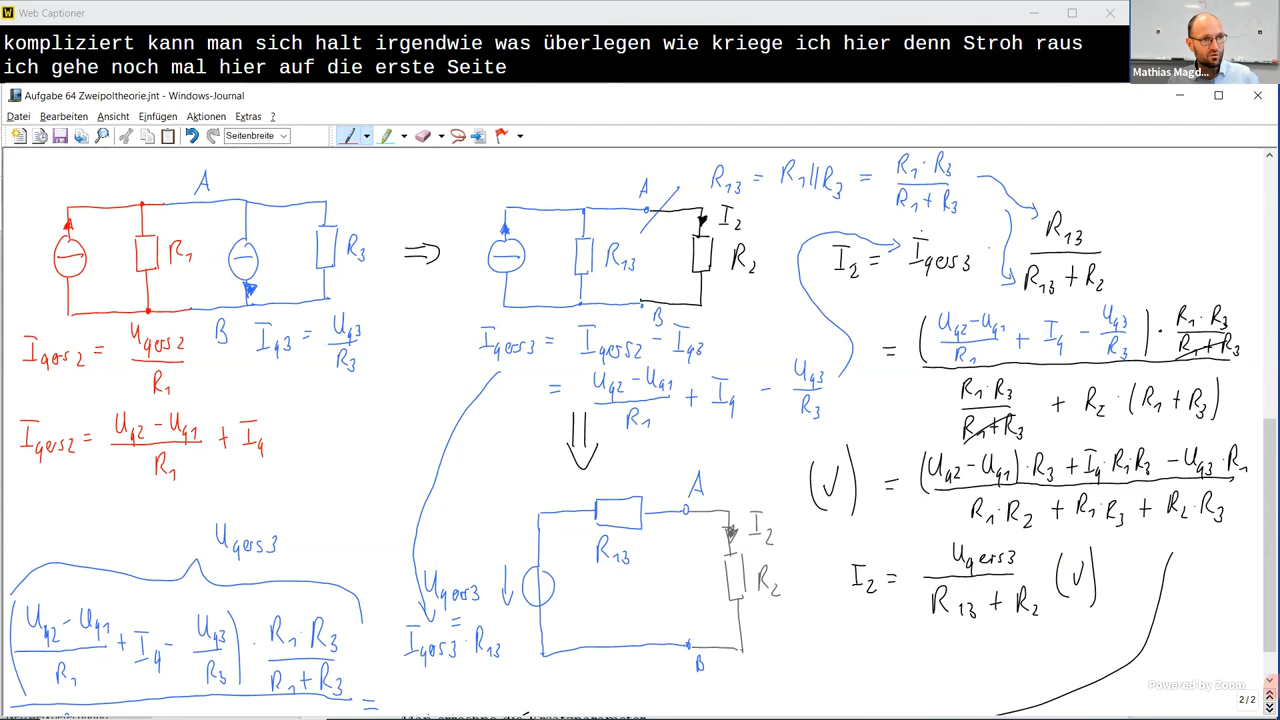 Web Captioner
kompliziert kann man sich halt irgendwie was überlegen wie kriege ich hier denn Stroh raus
ich gehe noch mal hier auf die erste Seite
Mathias Magd...
Aufgabe 64 Zweipoltheorie.jnt - Windows-Journal
Datei Bearbeiten Ansicht Einfügen Aktionen Extras ?
Seitenbreite
A
R1
R3
B
Iqers2 = Uqers2 / R1
Iq3 = Uq3 / R3
Iqers2 = (Uq2 - Uq1) / R1 + Iq
⇒
A
I2
R13
R2
B
R13 = R1 || R3 = (R1 · R3) / (R1 + R3)
Iqers3 = Iqers2 - Iq3
= (Uq2 - Uq1) / R1 + Iq - Uq3 / R3
⇓
A
R13
I2
R2
Uqers3
=
Iqers3 · R13
B
I2 = Iqers3 · R13 / (R13 + R2)
= ((Uq2 - Uq1) / R1 + Iq - Uq3 / R3) · (R1 · R3) / (R1 + R3)
(R1 · R3) / (R1 + R3) + R2 · (R1 + R3)
(√) = ((Uq2 - Uq1) · R3 + Iq · R1R3 - Uq3 · R1) / (R1 · R2 + R1 · R3 + R2 · R3)
I2 = Uqers3 / (R13 + R2) (√)
Uqers3
((Uq2 - Uq1) / R1 + Iq - Uq3 / R3) · (R1 · R3) / (R1 + R3)
=
Powered by Zoom
2/2